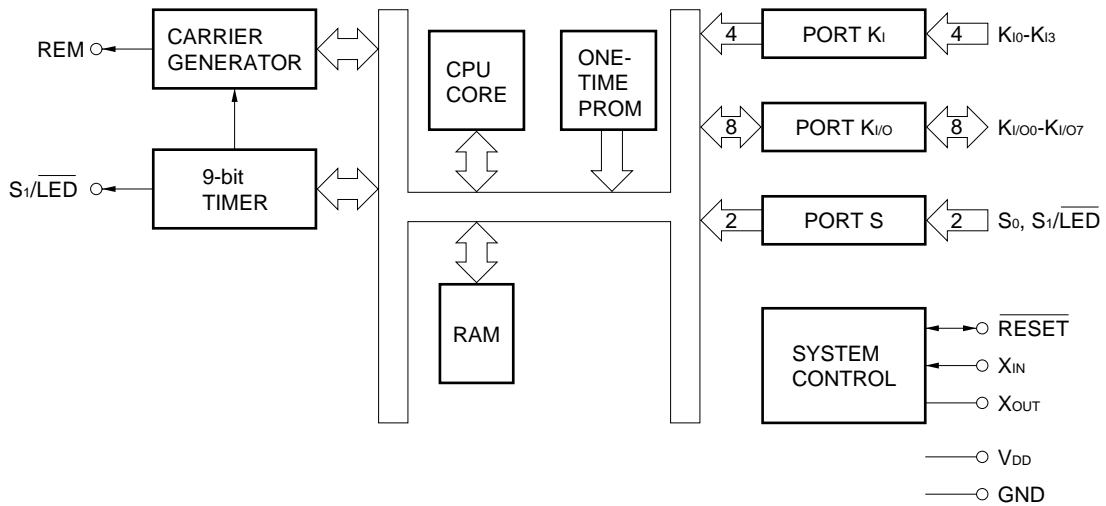 REM
CARRIER
GENERATOR
S1/LED
9-bit
TIMER
CPU
CORE
ONE-
TIME
PROM
RAM
4
PORT KI
4
KI0-KI3
8
PORT KI/O
8
KI/O0-KI/O7
2
PORT S
2
S0, S1/LED
SYSTEM
CONTROL
RESET
XIN
XOUT
VDD
GND